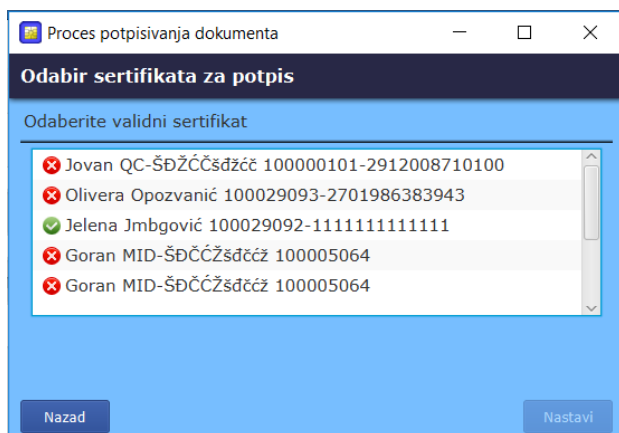 Proces potpisivanja dokumenta
Odabir sertifikata za potpis
Odaberite validni sertifikat
Jovan QC-ŠĐŽĆČšđžćč 100000101-2912008710100
Olivera Opozvanić 100029093-2701986383943
Jelena Jmbgović 100029092-1111111111111
Goran MID-ŠĐČĆŽšđčćž 100005064
Goran MID-ŠĐČĆŽšđčćž 100005064
Nazad
Nastavi